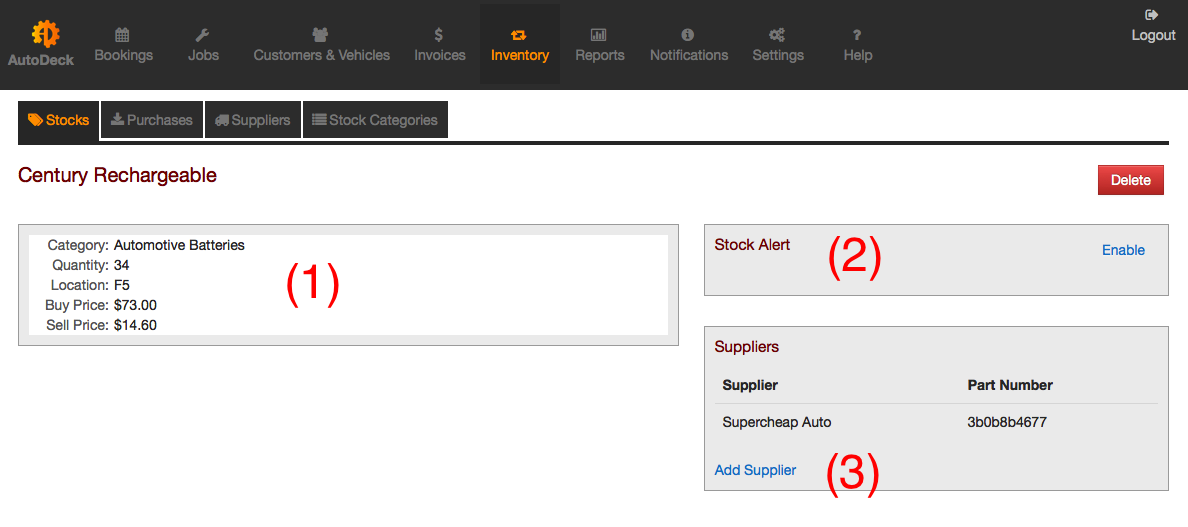 Logout
AutoDeck Bookings Jobs Customers & Vehicles Invoices Inventory Reports Notifications Settings Help
Stocks Purchases Suppliers Stock Categories
Century Rechargeable
Delete
Category: Automotive Batteries
Quantity: 34
Location: F5
Buy Price: $73.00
Sell Price: $14.60
(1)
Stock Alert
(2)
Enable
Suppliers
Supplier Part Number
Supercheap Auto 3b0b8b4677
Add Supplier
(3)